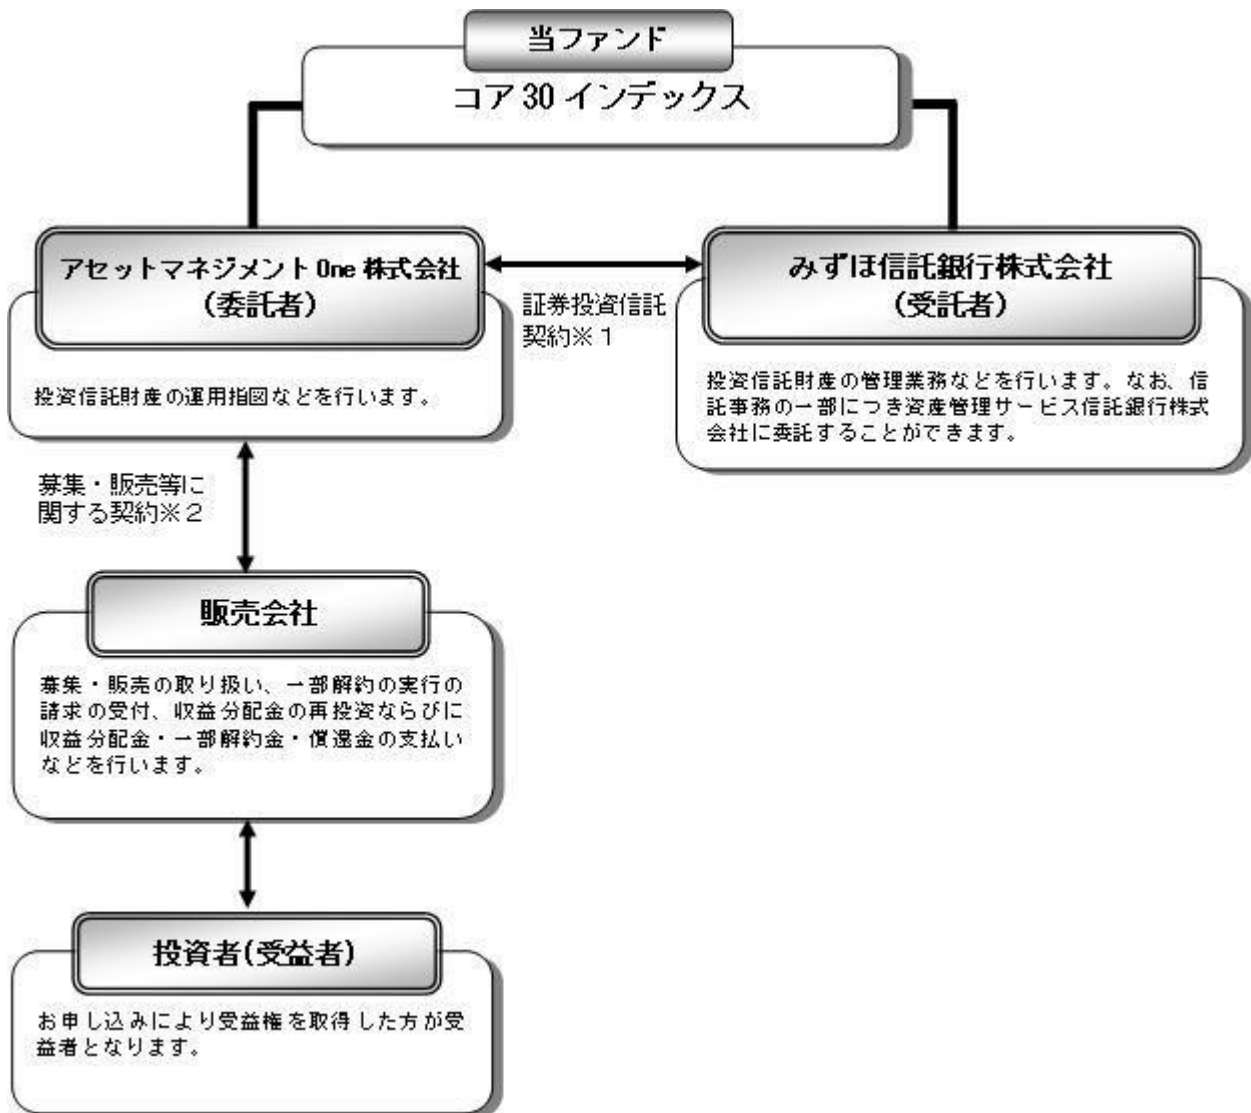 当ファンド
コア30インデックス
アセットマネジメントOne 株式会社
(委託者)
投資信託財産の運用指図などを行います。
証券投資信託
契約※1
みずほ信託銀行株式会社
(受託者)
投資信託財産の管理業務などを行います。なお、信
託事務の一部につき資産管理サービス信託銀行株式
会社に委託することができます。
募集・販売等に
関する契約※2
販売会社
募集・販売の取り扱い、一部解約の実行の
請求の受付、収益分配金の再投資ならびに
収益分配金・一部解約金・償還金の支払い
などを行います。
投資者(受益者)
お申し込みにより受益権を取得した方が受
益者となります。